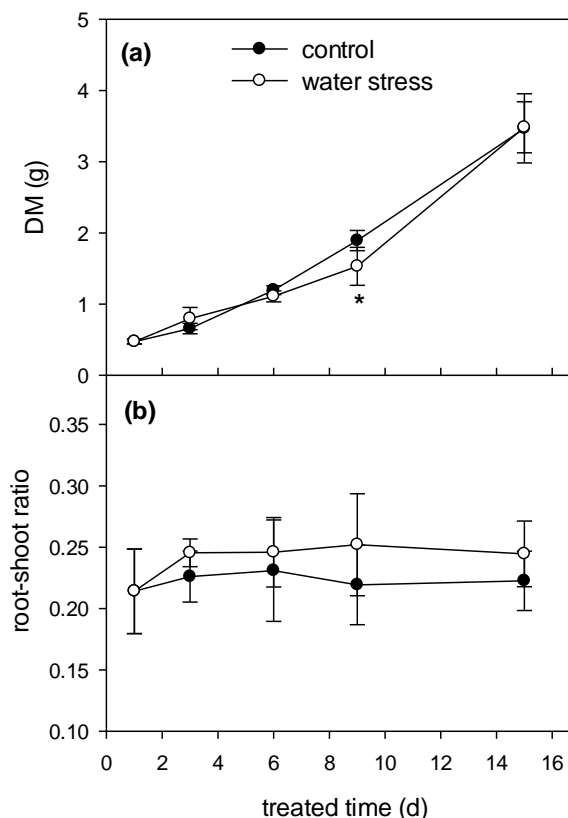 5
(a)
control
water stress
4
3
DM (g)
2
1
*
0
(b)
0.35
0.30
root-shoot ratio
0.25
0.20
0.15
0.10
0 2 4 6 8 10 12 14 16
treated time (d)